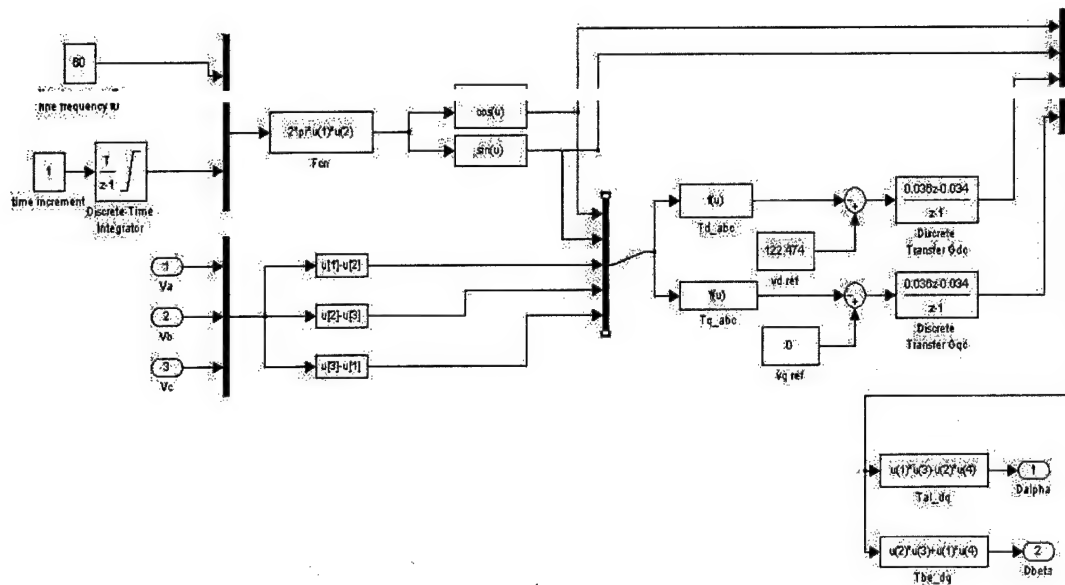 60
line frequency f0
2*pi*u(1)*u(2)
Fcn
cos(u)
sin(u)
1
time increment
T
z-1
Discrete-Time
Integrator
1
Va
2
Vb
3
Vc
u[1]-u[2]
u[2]-u[3]
u[3]-u[1]
f(u)
Td_abc
122.474
vd ref
-
+
0.036z-0.034
z-1
Discrete
Transfer Gdc
f(u)
Tq_abc
0
Vq ref
-
+
0.036z-0.034
z-1
Discrete
Transfer Gqc
u(1)*u(3)-u(2)*u(4)
Tal_dq
1
Dalpha
u(2)*u(3)+u(1)*u(4)
Tbe_dq
2
Dbeta